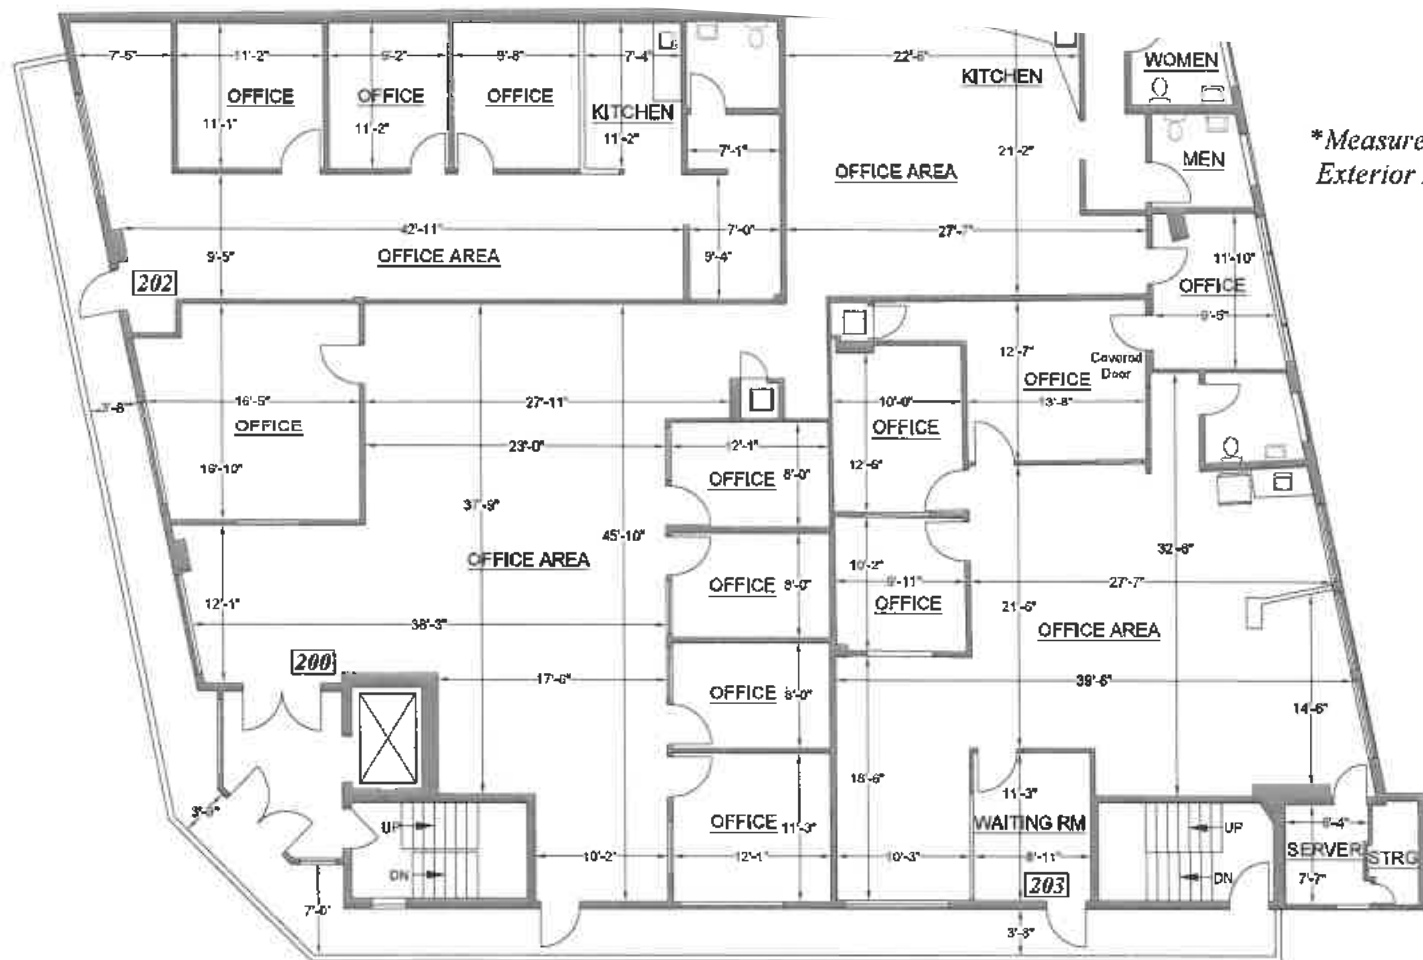 7'-5"
11'-2"
9'-2"
9'-8"
7'-4"
22'-6"
KITCHEN
WOMEN
OFFICE
OFFICE
OFFICE
KITCHEN
11'-1"
11'-2"
11'-2"
7'-1"
21'-2"
MEN
*Measure
Exterior
OFFICE AREA
42'-11"
7'-0"
27'-7"
9'-5"
OFFICE AREA
9'-4"
11'-10"
202
OFFICE
9'-5"
12'-7"
Covered
Door
OFFICE
13'-8"
16'-5"
27'-11"
10'-0"
OFFICE
OFFICE
23'-0"
12'-1"
16'-10"
OFFICE
8'-0"
12'-6"
37'-9"
45'-10"
OFFICE AREA
32'-6"
10'-2"
OFFICE
8'-0"
9'-11"
27'-7"
OFFICE
12'-1"
21'-6"
38'-3"
OFFICE AREA
200
17'-6"
OFFICE
8'-0"
39'-6"
14'-6"
18'-6"
11'-3"
UP
OFFICE
11'-3"
WAITING RM
UP
6'-4"
10'-2"
12'-1"
10'-3"
8'-11"
SERVER
STRG
DN
203
DN
7'-7"
7'-0"
3'-8"